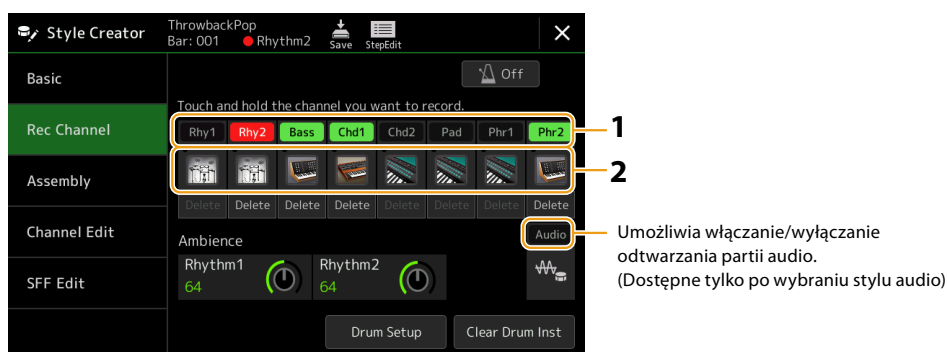 Style Creator
ThrowbackPop
Bar: 001 Rhythm2
Save StepEdit
Basic
Off
Touch and hold the channel you want to record.
Rec Channel
Rhy1 Rhy2 Bass Chd1 Chd2 Pad Phr1 Phr2
1
2
Assembly
Delete Delete Delete Delete Delete Delete Delete Delete
Channel Edit
Ambience
Audio
Umożliwia włączanie/wyłączanie
odtwarzania partii audio.
(Dostępne tylko po wybraniu stylu audio)
Rhythm1
64
Rhythm2
64
SFF Edit
Drum Setup
Clear Drum Inst